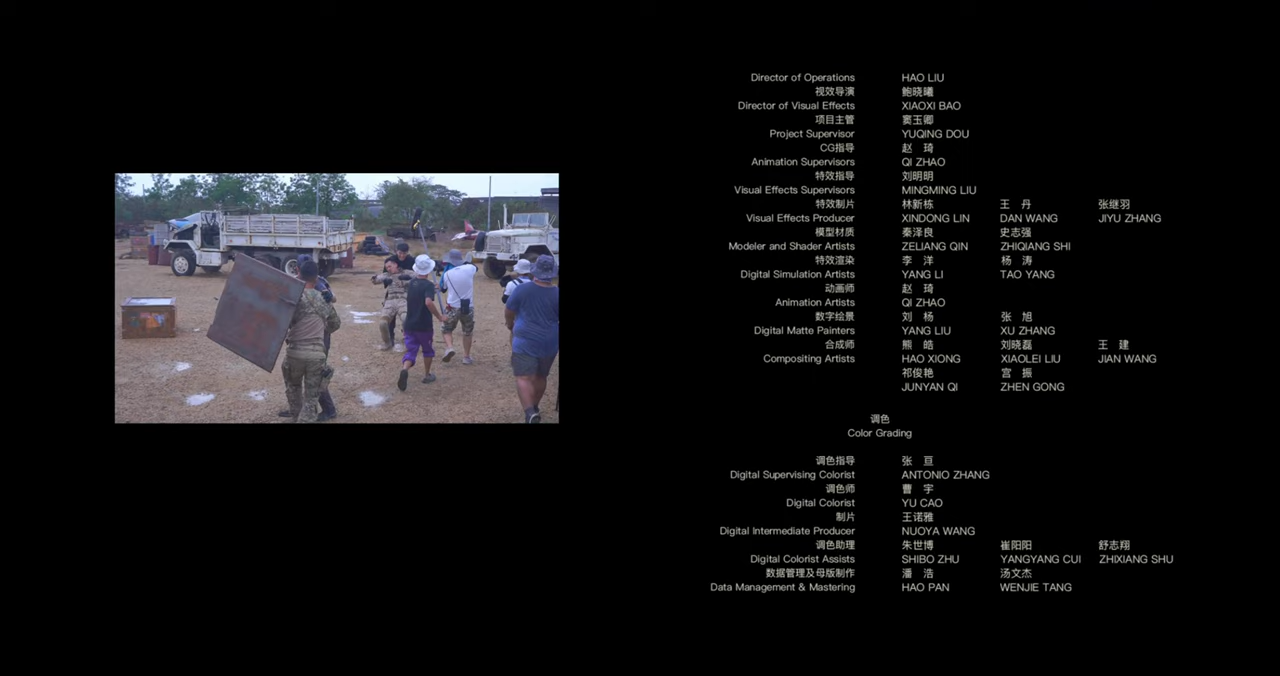 Director of Operations HAO LIU
视效导演 鲍晓曦
Director of Visual Effects XIAOXI BAO
项目主管 窦玉卿
Project Supervisor YUQING DOU
CG指导 赵 琦
Animation Supervisors QI ZHAO
特效指导 刘明明
Visual Effects Supervisors MINGMING LIU
特效制片 林新栋 王 丹 张继羽
Visual Effects Producer XINDONG LIN DAN WANG JIYU ZHANG
模型材质 秦泽良 史志强
Modeler and Shader Artists ZELIANG QIN ZHIQIANG SHI
特效渲染 李 洋 杨 涛
Digital Simulation Artists YANG LI TAO YANG
动画师 赵 琦
Animation Artists QI ZHAO
数字绘景 刘 杨 张 旭
Digital Matte Painters YANG LIU XU ZHANG
合成师 熊 皓 刘晓磊 王 建
Compositing Artists HAO XIONG XIAOLEI LIU JIAN WANG
祁俊艳 宫 振
JUNYAN QI ZHEN GONG
调色
Color Grading
调色指导 张 亘
Digital Supervising Colorist ANTONIO ZHANG
调色师 曹 宇
Digital Colorist YU CAO
制片 王诺雅
Digital Intermediate Producer NUOYA WANG
调色助理 朱世博 崔阳阳 舒志翔
Digital Colorist Assists SHIBO ZHU YANGYANG CUI ZHIXIANG SHU
数据管理及母版制作 潘 浩 汤文杰
Data Management & Mastering HAO PAN WENJIE TANG